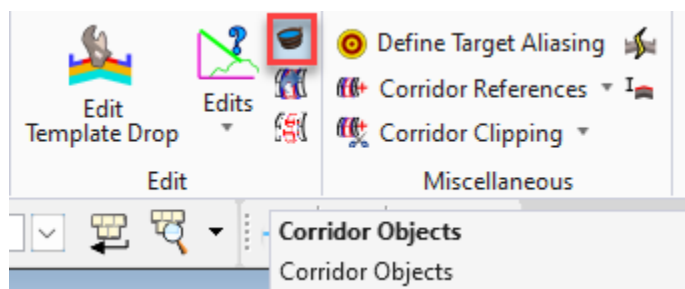 Edit
Template Drop
Edits
Define Target Aliasing
Corridor References
Corridor Clipping
Edit
Miscellaneous
Corridor Objects
Corridor Objects